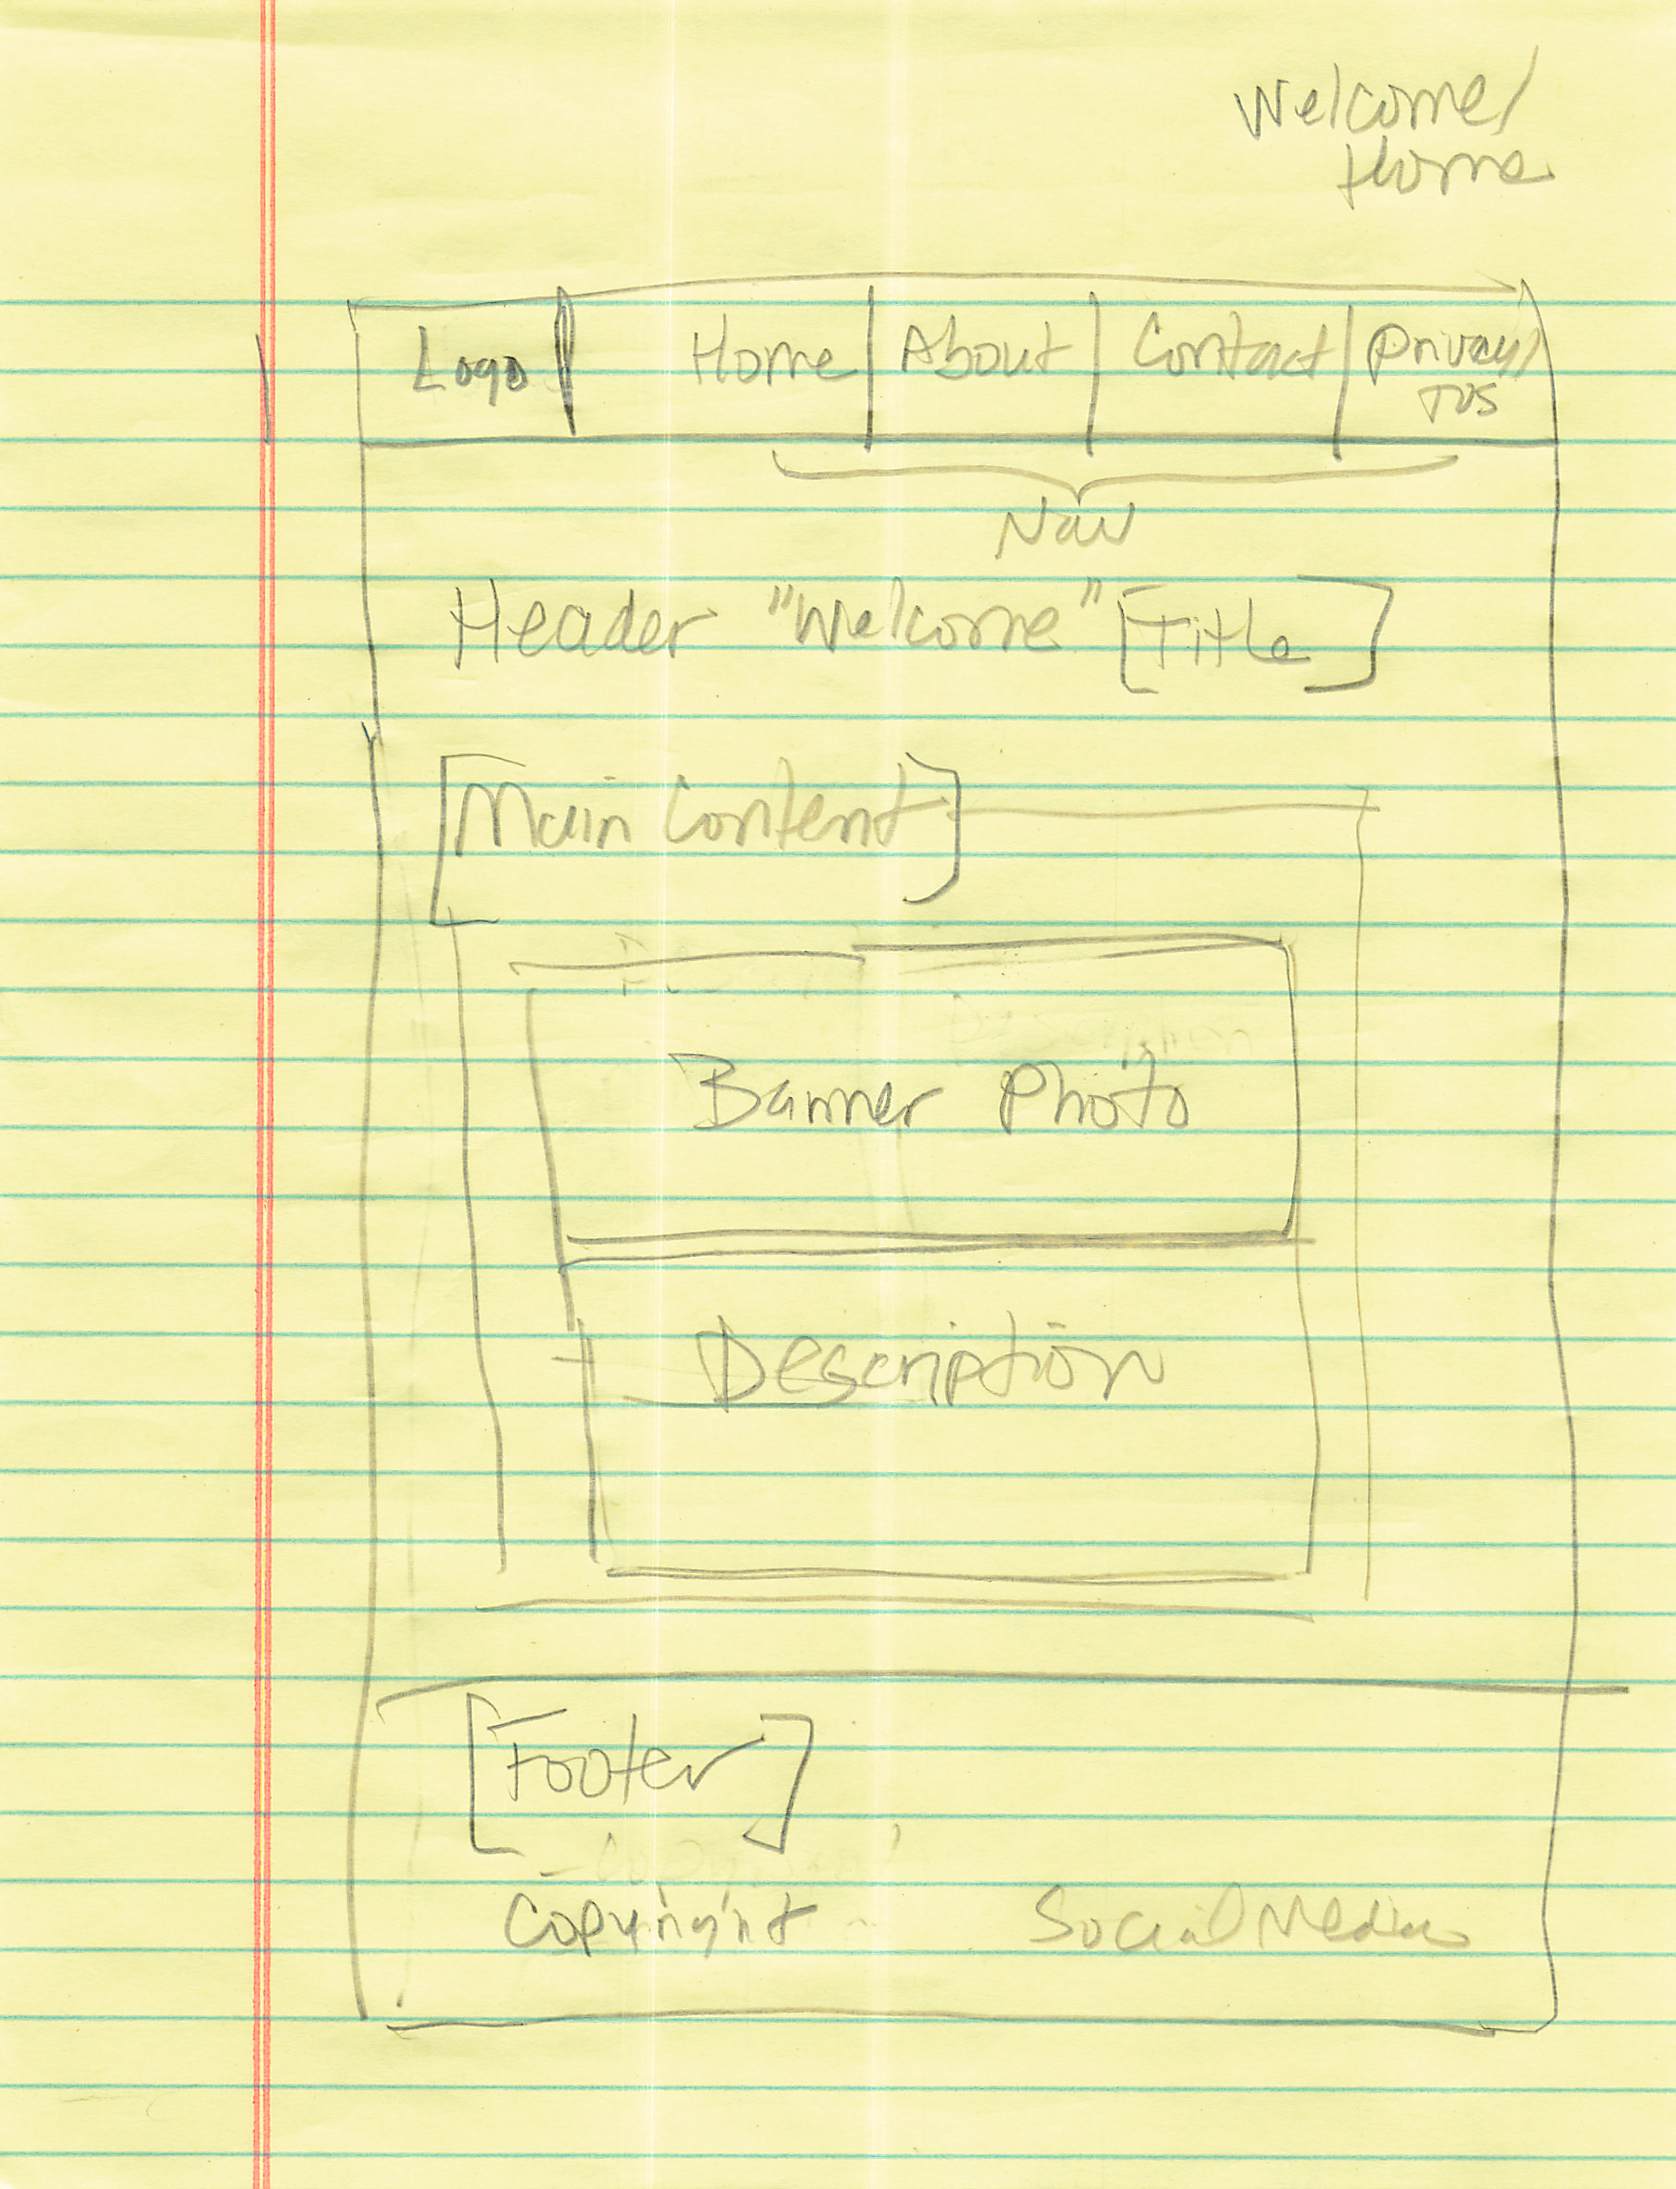 Welcome/
Home
Logo Home About Contact Privacy/
TOS
Nav
Header "Welcome" [Title]
[Main Content]
Banner Photo
Description
[Footer]
Copyright Social Media